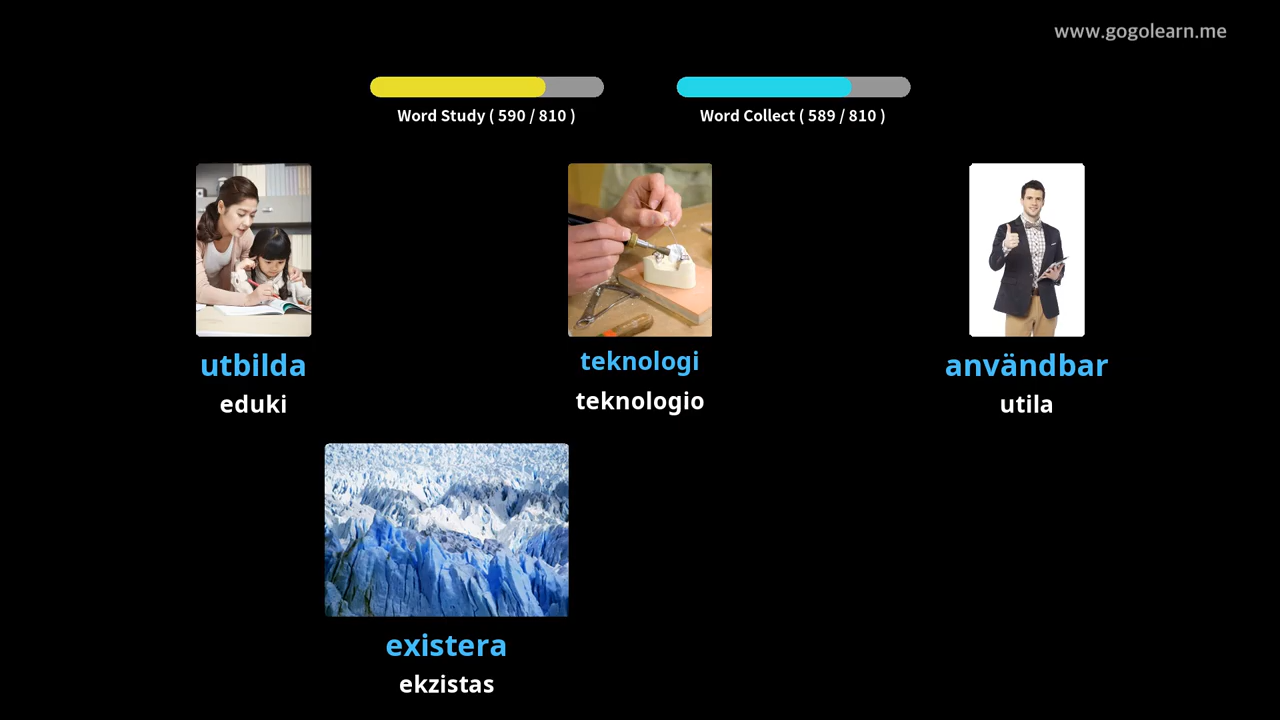 www.gogolearn.me
Word Study ( 590 / 810 )
Word Collect ( 589 / 810 )
utbilda
eduki
teknologi
teknologio
användbar
utila
existera
ekzistas